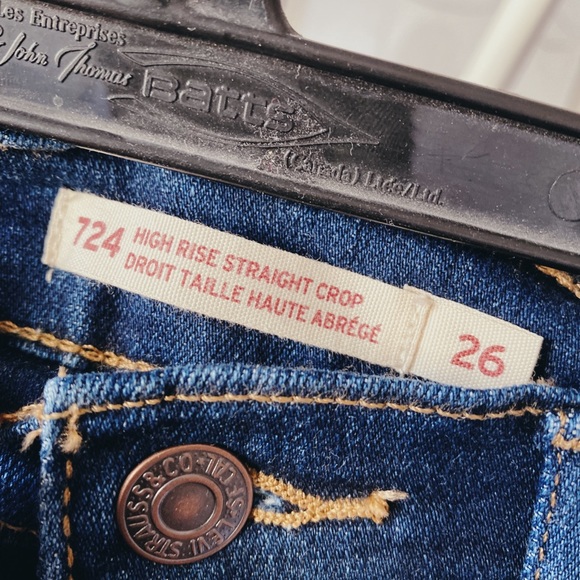 Les Entreprises
John Thomas
Batts
(Canada) Ltée/Ltd.
724 HIGH RISE STRAIGHT CROP
DROIT TAILLE HAUTE ABRÉGÉ
26
LEVI STRAUSS & CO